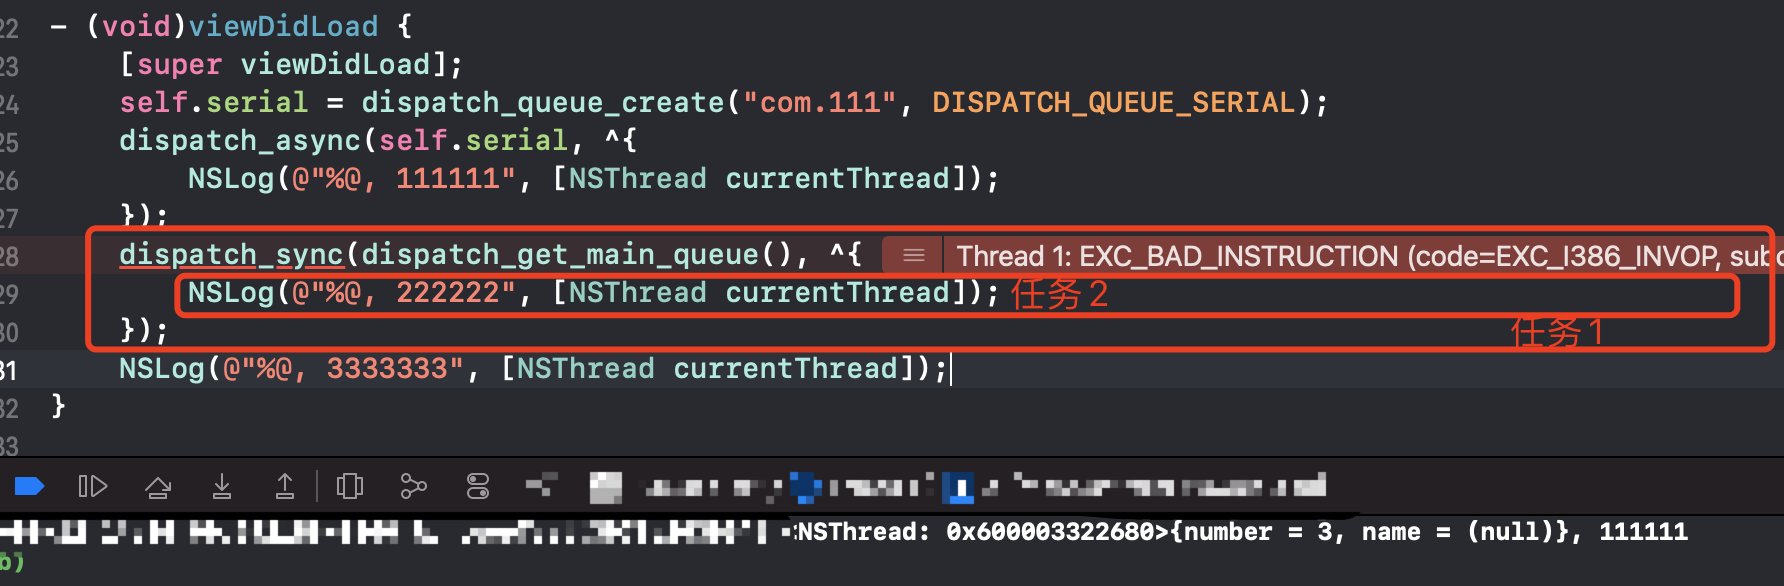 22 - (void)viewDidLoad {
23 [super viewDidLoad];
24 self.serial = dispatch_queue_create("com.111", DISPATCH_QUEUE_SERIAL);
25 dispatch_async(self.serial, ^{
26 NSLog(@"%@, 111111", [NSThread currentThread]);
27 });
28 dispatch_sync(dispatch_get_main_queue(), ^{ Thread 1: EXC_BAD_INSTRUCTION (code=EXC_I386_INVOP, subc
29 NSLog(@"%@, 222222", [NSThread currentThread]); 任务2
30 }); 任务1
31 NSLog(@"%@, 3333333", [NSThread currentThread]);
32 }
33
:NSThread: 0x600003322680>{number = 3, name = (null)}, 111111
b)